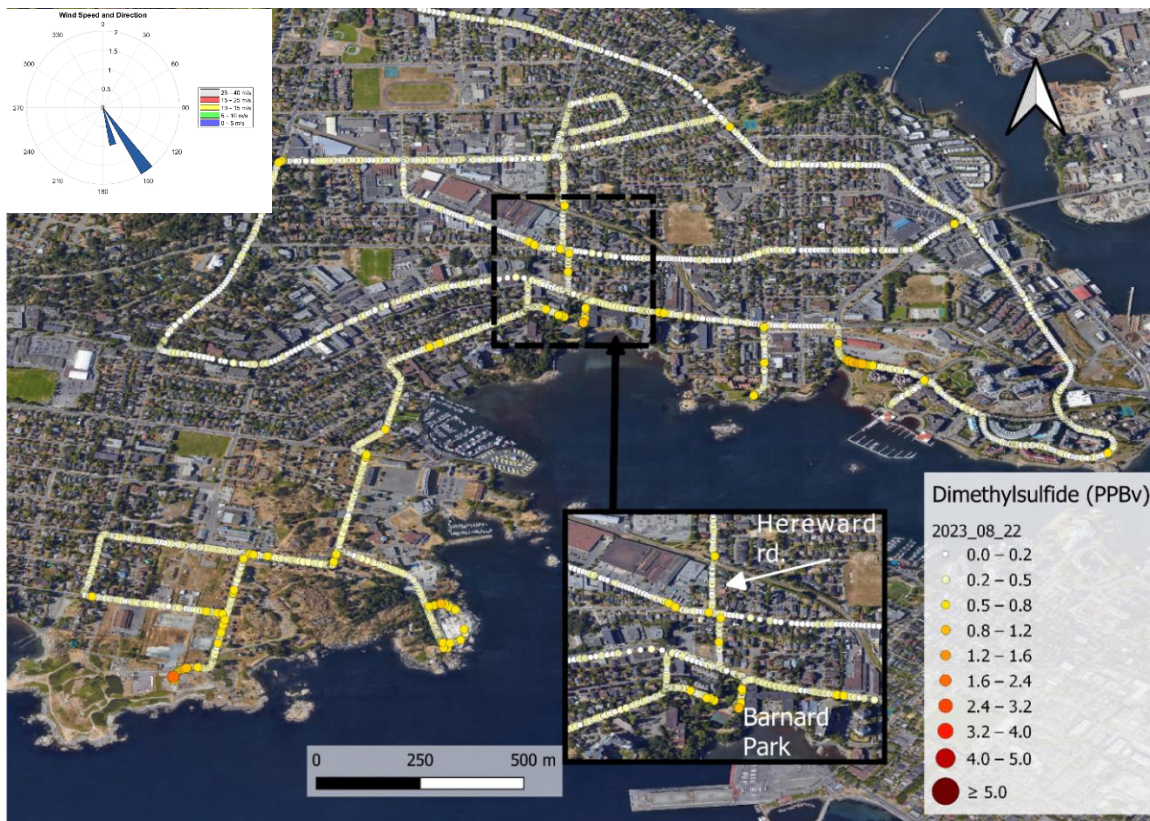 Wind Speed and Direction
0
330
30
300
60
270
90
240
120
210
150
180
2
1.5
1
0.5
0
25 - 40 m/s
15 - 25 m/s
10 - 15 m/s
5 - 10 m/s
0 - 5 m/s
Hereward
rd.
Barnard
Park
0 250 500 m
Dimethylsulfide (PPBv)
2023_08_22
0.0 – 0.2
0.2 – 0.5
0.5 – 0.8
0.8 – 1.2
1.2 – 1.6
1.6 – 2.4
2.4 – 3.2
3.2 – 4.0
4.0 – 5.0
≥ 5.0